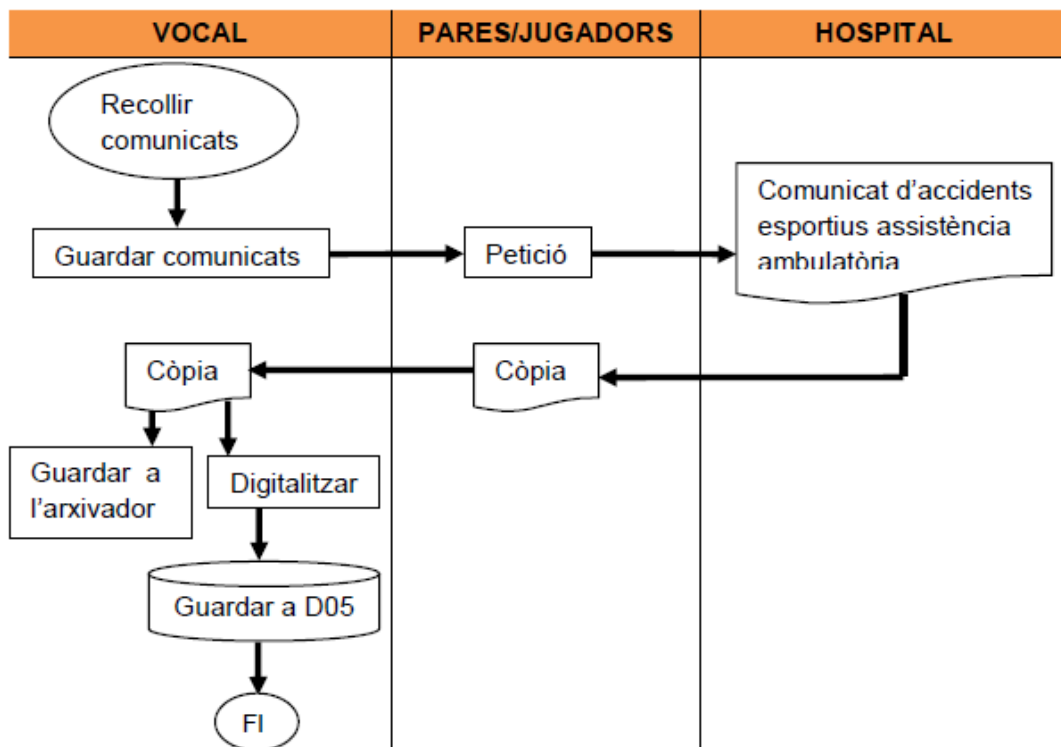 VOCAL
PARES/JUGADORS
HOSPITAL
Recollir
comunicats
Guardar comunicats
Petició
Comunicat d'accidents
esportius assistència
ambulatòria
Còpia
Còpia
Guardar a
l'arxivador
Digitalitzar
Guardar a D05
FI